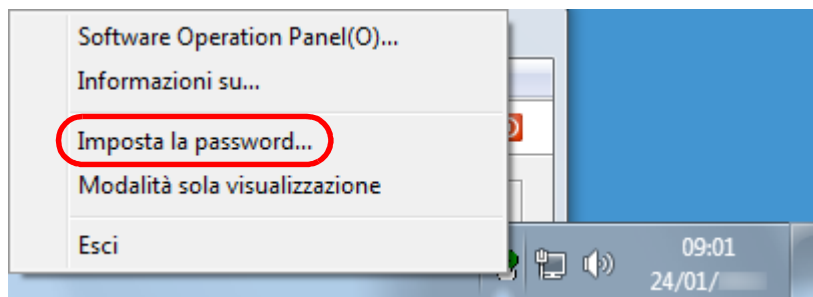 Software Operation Panel(O)...
Informazioni su...
Imposta la password...
Modalità sola visualizzazione
Esci
09:01
24/01/